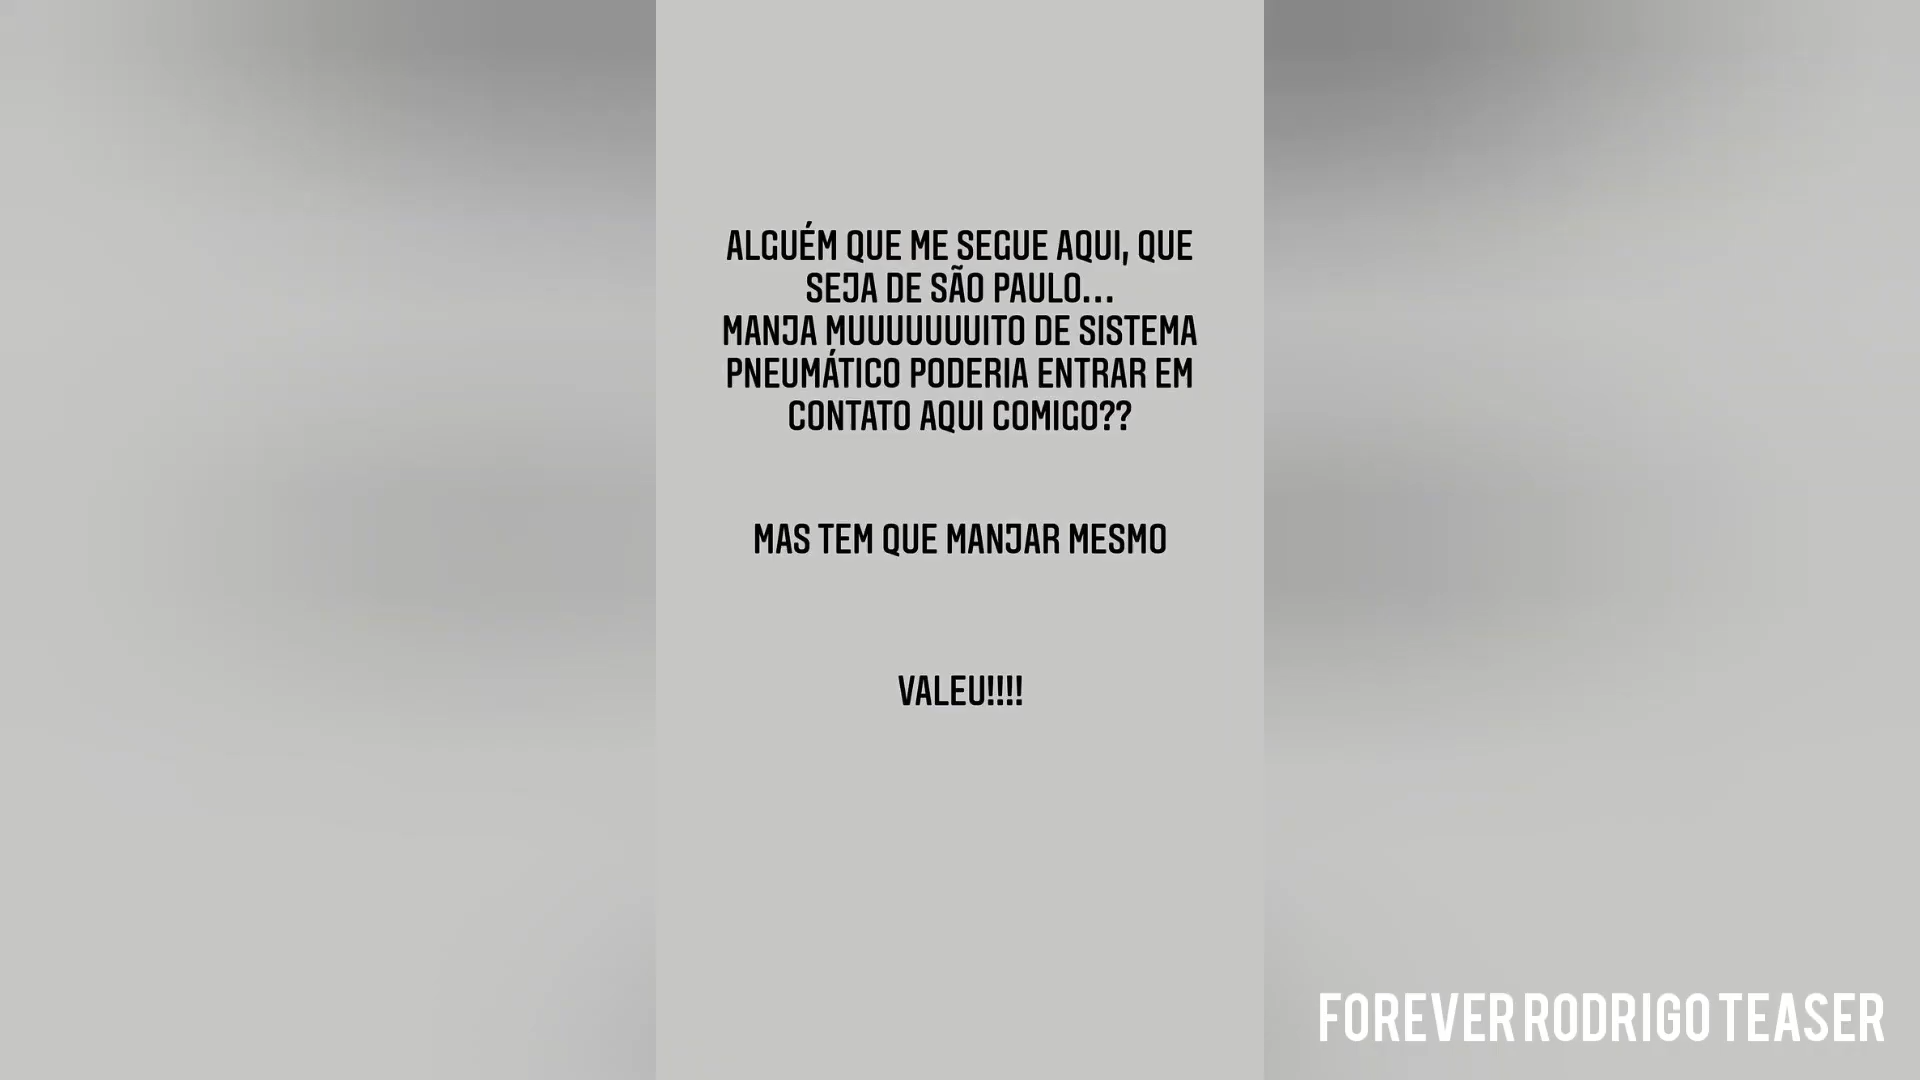 ALGUÉM QUE ME SEGUE AQUI, QUE
SEJA DE SÃO PAULO...
MANJA MUUUUUUUUITO DE SISTEMA
PNEUMÁTICO PODERIA ENTRAR EM
CONTATO AQUI COMIGO??
MAS TEM QUE MANJAR MESMO
VALEU!!!!
FOREVER RODRIGO TEASER